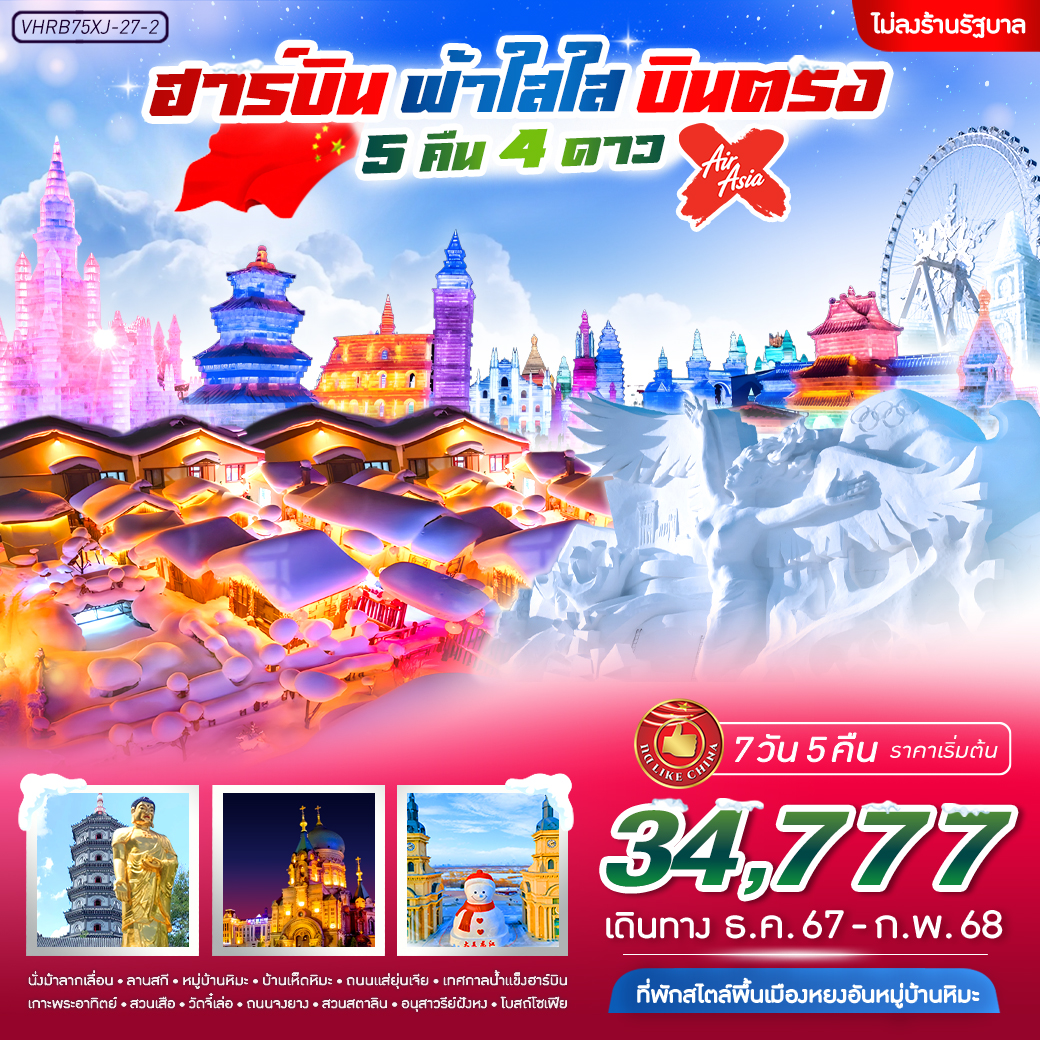 VHRB75XJ-27-2
ไม่ลงร้านรัฐบาล
ฮาร์บิน ฟ้าใสใส บินตรง
5 คืน 4 ดาว
Air Asia
กด LIKE CHINA
7 วัน 5 คืน ราคาเริ่มต้น
34,777
เดินทาง ธ.ค. 67 - ก.พ. 68
大美龙江
นั่งม้าลากเลื่อน • ลานสกี • หมู่บ้านหิมะ • บ้านเห็ดหิมะ • ถนนแส่ยุ่นเจีย • เทศกาลน้ำแข็งฮาร์บิน
เกาะพระอาทิตย์ • สวนเสือ • วัดจี๋เล่อ • ถนนจงยาง • สวนสตาลิน • อนุสาวรีย์ฝังหง • โบสถ์โซเฟีย
ที่พักสไตล์พื้นเมืองหยงอันหมู่บ้านหิมะ